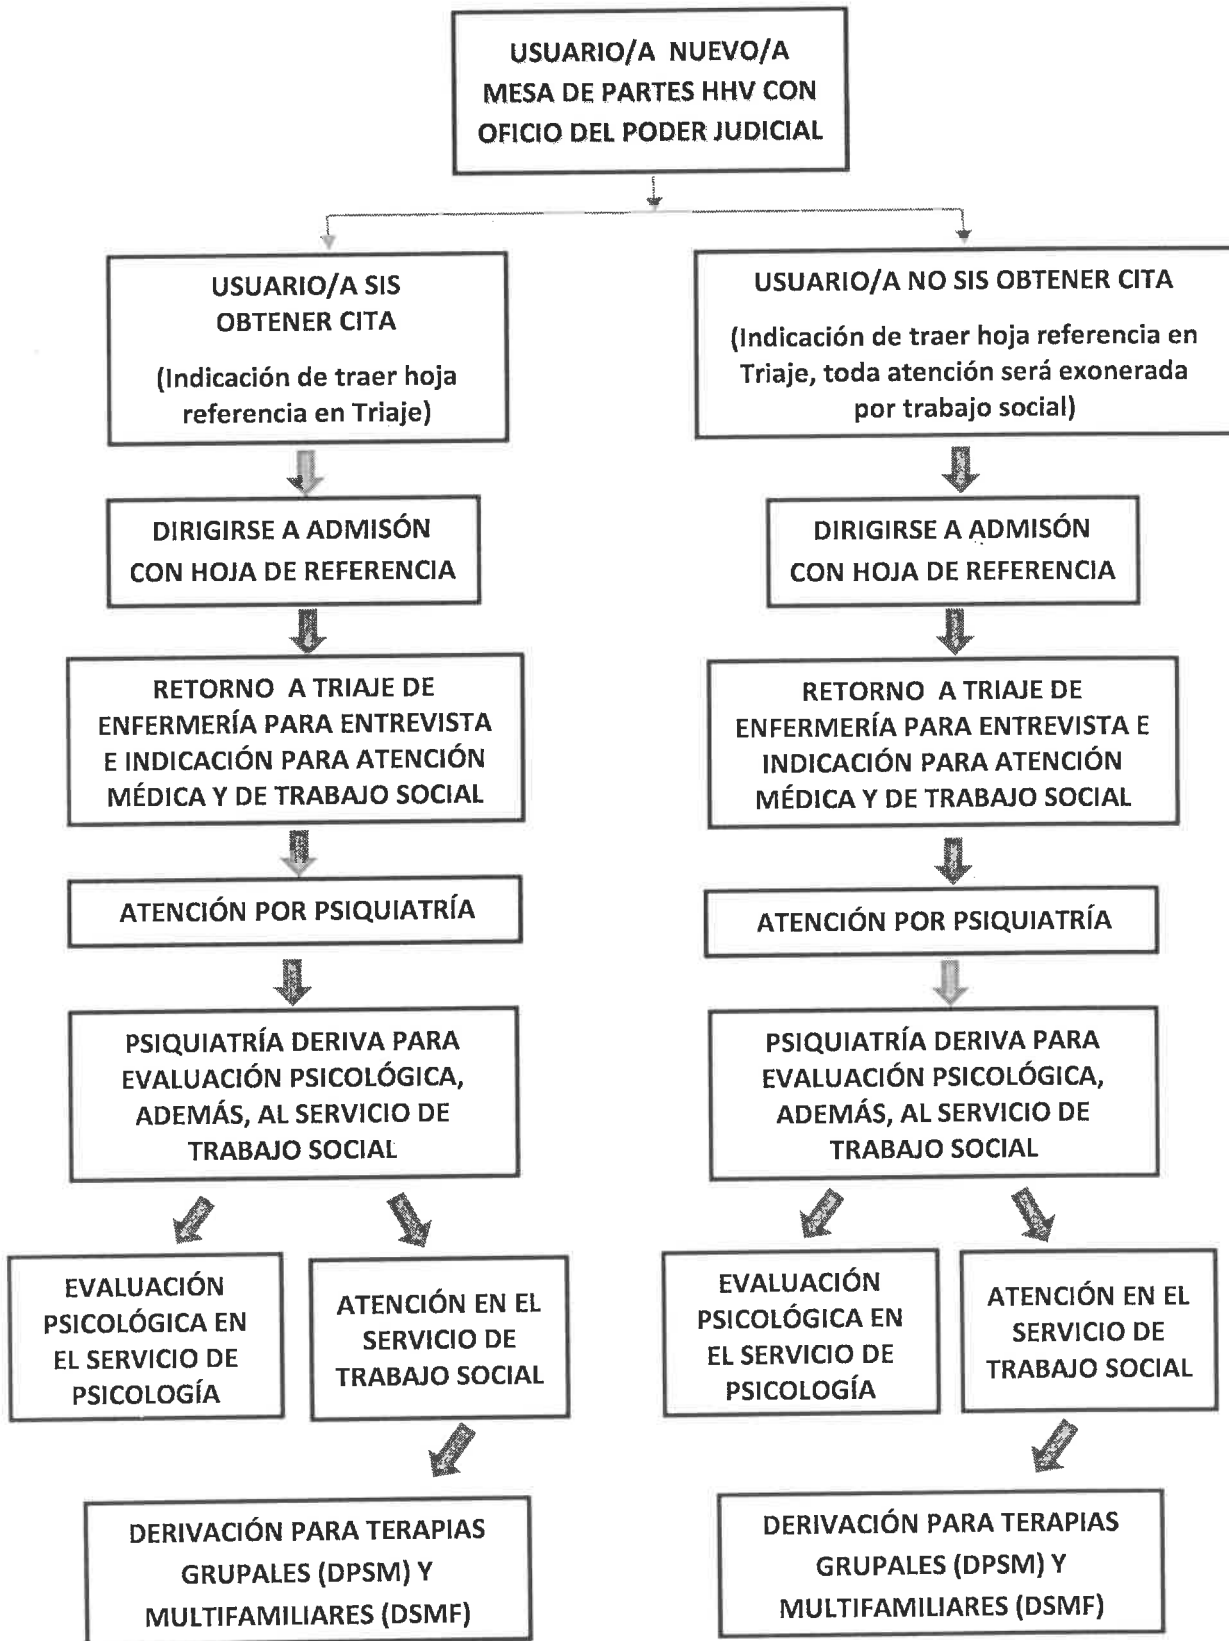 USUARIO/A NUEVO/A
MESA DE PARTES HHV CON
OFICIO DEL PODER JUDICIAL
USUARIO/A SIS
OBTENER CITA
(Indicación de traer hoja
referencia en Triaje)
USUARIO/A NO SIS OBTENER CITA
(Indicación de traer hoja referencia en
Triaje, toda atención será exonerada
por trabajo social)
DIRIGIRSE A ADMISÓN
CON HOJA DE REFERENCIA
DIRIGIRSE A ADMISÓN
CON HOJA DE REFERENCIA
RETORNO A TRIAJE DE
ENFERMERÍA PARA ENTREVISTA
E INDICACIÓN PARA ATENCIÓN
MÉDICA Y DE TRABAJO SOCIAL
RETORNO A TRIAJE DE
ENFERMERÍA PARA ENTREVISTA E
INDICACIÓN PARA ATENCIÓN
MÉDICA Y DE TRABAJO SOCIAL
ATENCIÓN POR PSIQUIATRÍA
ATENCIÓN POR PSIQUIATRÍA
PSIQUIATRÍA DERIVA PARA
EVALUACIÓN PSICOLÓGICA,
ADEMÁS, AL SERVICIO DE
TRABAJO SOCIAL
PSIQUIATRÍA DERIVA PARA
EVALUACIÓN PSICOLÓGICA,
ADEMÁS, AL SERVICIO DE
TRABAJO SOCIAL
EVALUACIÓN
PSICOLÓGICA EN
EL SERVICIO DE
PSICOLOGÍA
ATENCIÓN EN EL
SERVICIO DE
TRABAJO SOCIAL
EVALUACIÓN
PSICOLÓGICA EN
EL SERVICIO DE
PSICOLOGÍA
ATENCIÓN EN EL
SERVICIO DE
TRABAJO SOCIAL
DERIVACIÓN PARA TERAPIAS
GRUPALES (DPSM) Y
MULTIFAMILIARES (DSMF)
DERIVACIÓN PARA TERAPIAS
GRUPALES (DPSM) Y
MULTIFAMILIARES (DSMF)